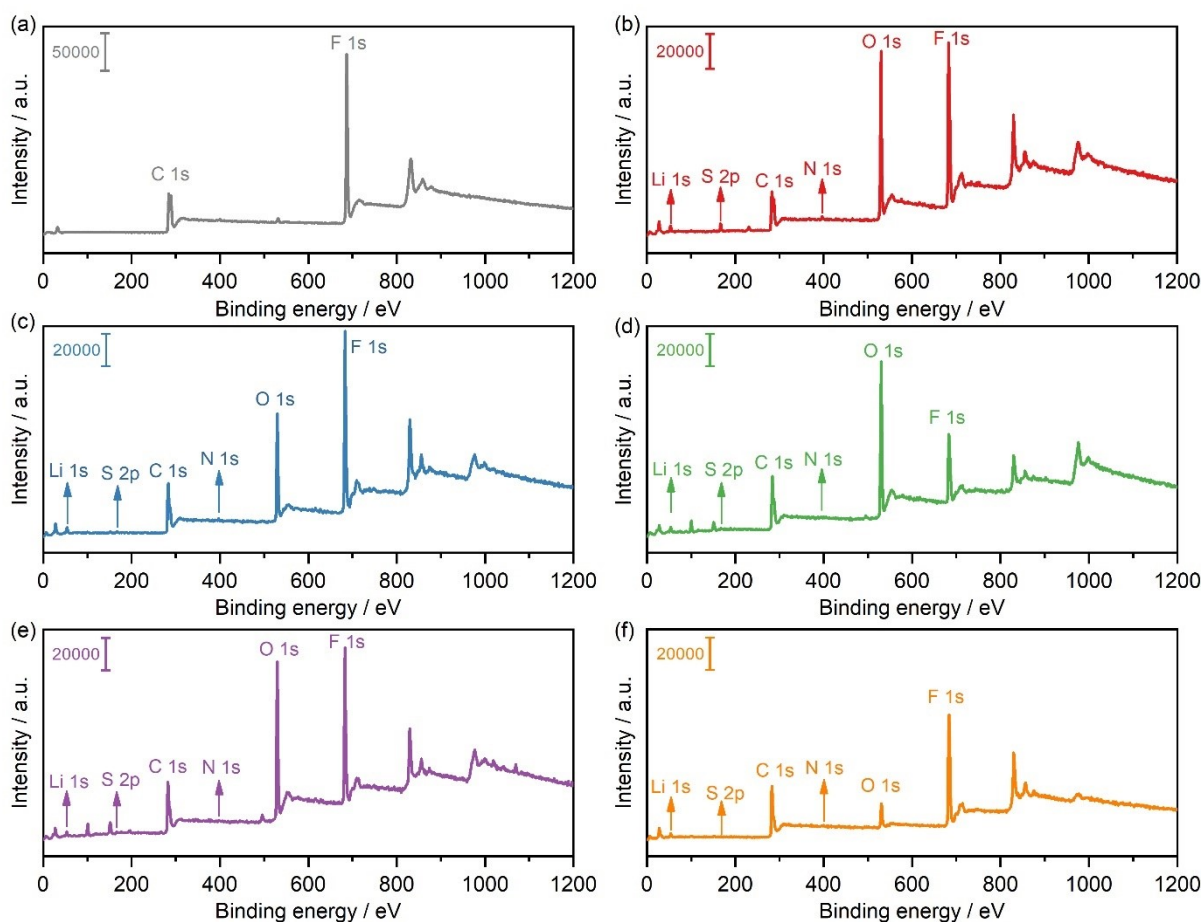 (a)
50000
F 1s
C 1s
Intensity / a.u.
0 200 400 600 800 1000 1200
Binding energy / eV
(b)
20000
O 1s F 1s
Li 1s S 2p C 1s N 1s
Intensity / a.u.
0 200 400 600 800 1000 1200
Binding energy / eV
(c)
20000
F 1s
O 1s
Li 1s S 2p C 1s N 1s
Intensity / a.u.
0 200 400 600 800 1000 1200
Binding energy / eV
(d)
20000
O 1s
F 1s
Li 1s S 2p C 1s N 1s
Intensity / a.u.
0 200 400 600 800 1000 1200
Binding energy / eV
(e)
20000
O 1s F 1s
Li 1s S 2p C 1s N 1s
Intensity / a.u.
0 200 400 600 800 1000 1200
Binding energy / eV
(f)
20000
F 1s
Li 1s S 2p C 1s N 1s O 1s
Intensity / a.u.
0 200 400 600 800 1000 1200
Binding energy / eV